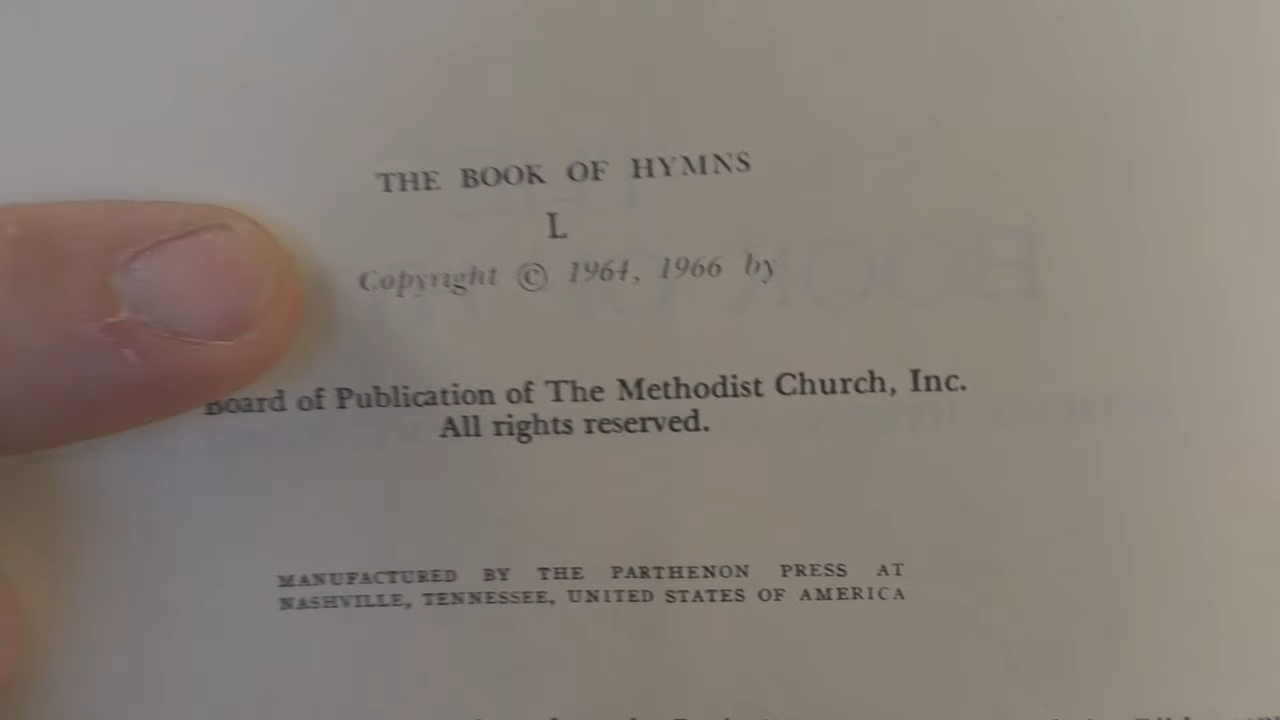 THE BOOK OF HYMNS
L
Copyright © 1964, 1966 by
Board of Publication of The Methodist Church, Inc.
All rights reserved.
MANUFACTURED BY THE PARTHENON PRESS AT
NASHVILLE, TENNESSEE, UNITED STATES OF AMERICA